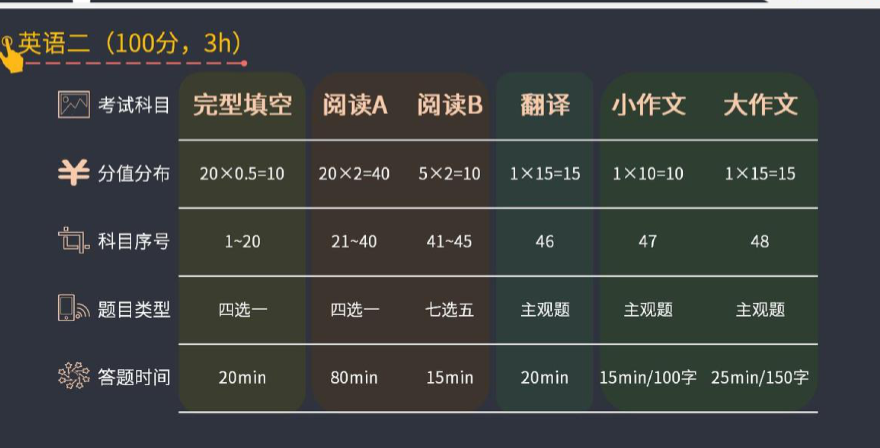 英语二（100分，3h）
考试科目 完型填空 阅读A 阅读B 翻译 小作文 大作文
分值分布 20×0.5=10 20×2=40 5×2=10 1×15=15 1×10=10 1×15=15
科目序号 1~20 21~40 41~45 46 47 48
题目类型 四选一 四选一 七选五 主观题 主观题 主观题
答题时间 20min 80min 15min 20min 15min/100字 25min/150字